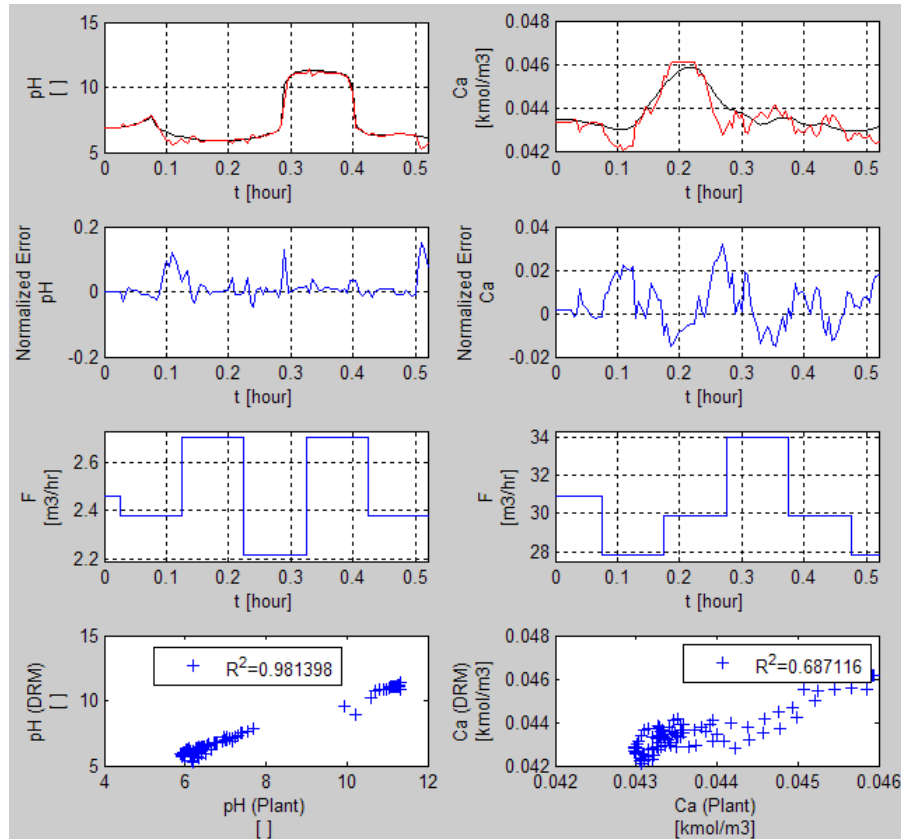 15
10
5
pH
[ ]
0 0.1 0.2 0.3 0.4 0.5
t [hour]
0.048
0.046
0.044
0.042
Ca
[kmol/m3]
0 0.1 0.2 0.3 0.4 0.5
t [hour]
0.2
0
-0.2
Normalized Error
pH
0 0.1 0.2 0.3 0.4 0.5
t [hour]
0.04
0.02
0
-0.02
Normalized Error
Ca
0 0.1 0.2 0.3 0.4 0.5
t [hour]
2.6
2.4
2.2
F
[m3/hr]
0 0.1 0.2 0.3 0.4 0.5
t [hour]
34
32
30
28
F
[m3/hr]
0 0.1 0.2 0.3 0.4 0.5
t [hour]
15
10
5
pH (DRM)
[ ]
R²=0.981398
4 6 8 10 12
pH (Plant)
[ ]
0.048
0.046
0.044
0.042
Ca (DRM)
[kmol/m3]
R²=0.687116
0.042 0.043 0.044 0.045 0.046
Ca (Plant)
[kmol/m3]